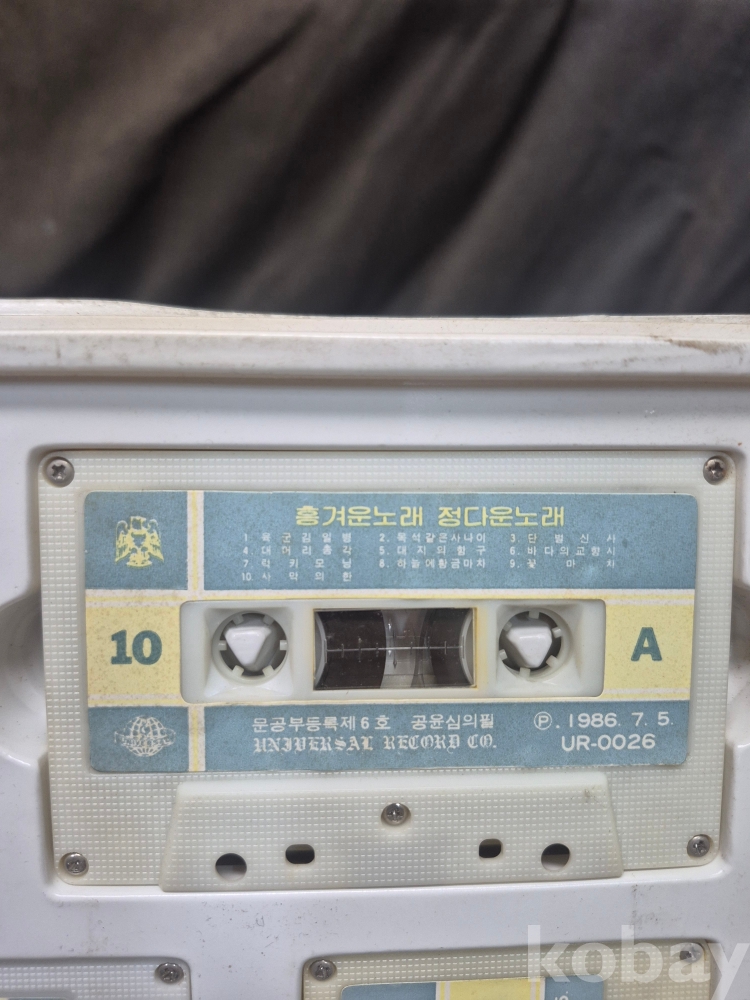 흥겨운노래 정다운노래
1 육군김일병 2. 목석같은사나이 3 단벌신사
4 대머리총각 5 대지의항구 6. 바다의교향시
7 럭키모닝 8. 하늘에황금마차 9. 꽃마차
10 사막의한
10
A
문공부등록제6호 공윤심의필 ℗. 1986. 7. 5.
UNIVERSAL RECORD CO. UR-0026
kobay